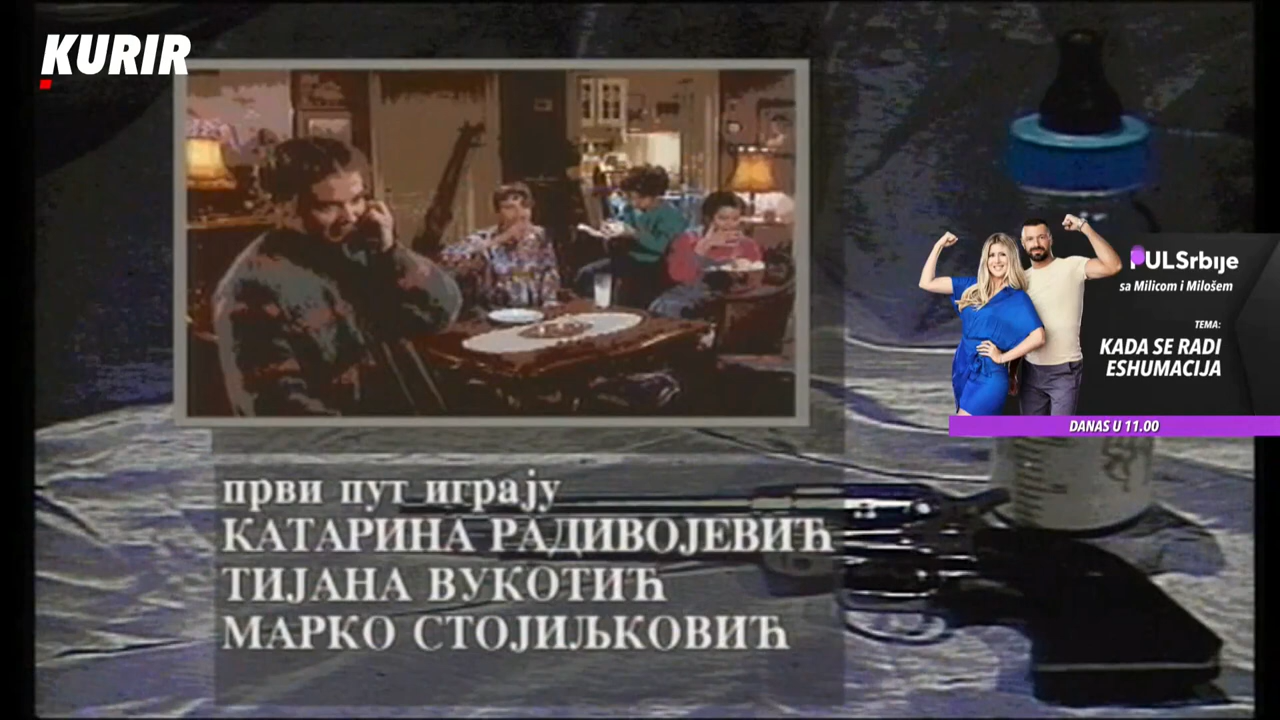 KURIR
први пут играју
КАТАРИНА РАДИВОЈЕВИЋ
ТИЈАНА ВУКОТИЋ
МАРКО СТОЈИЉКОВИЋ
PULSrbije
sa Milicom i Milošem
TEMA:
KADA SE RADI
ESHUMACIJA
DANAS U 11.00